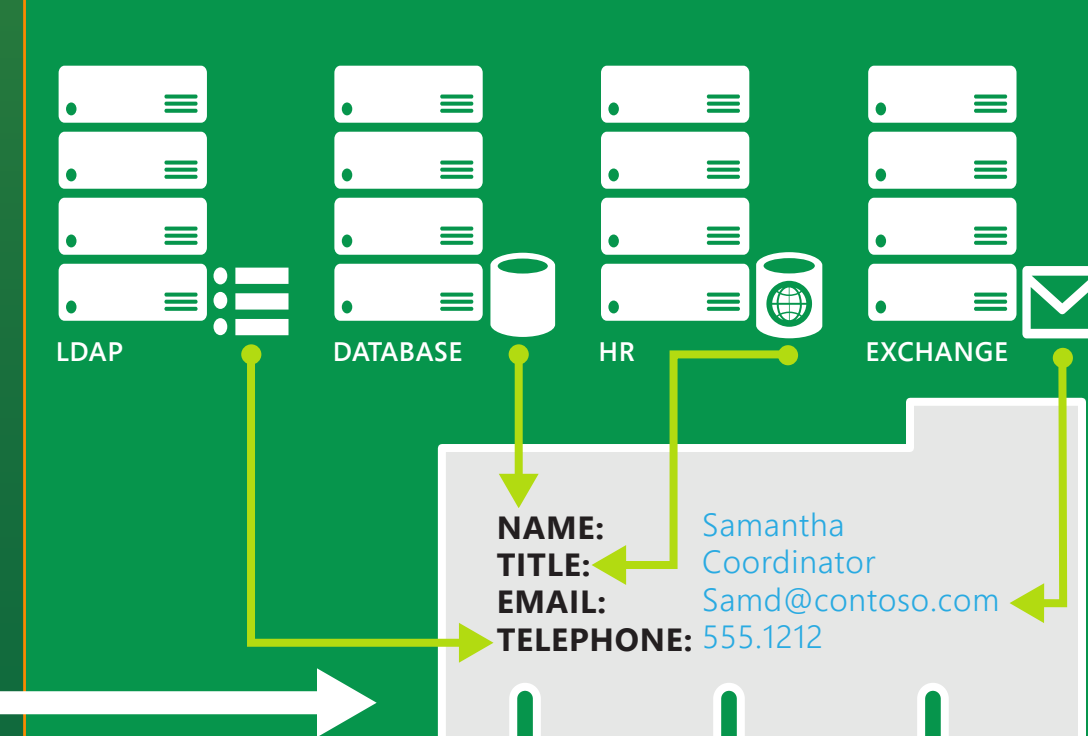 LDAP
DATABASE
HR
EXCHANGE
NAME: Samantha
TITLE: Coordinator
EMAIL: Samd@contoso.com
TELEPHONE: 555.1212